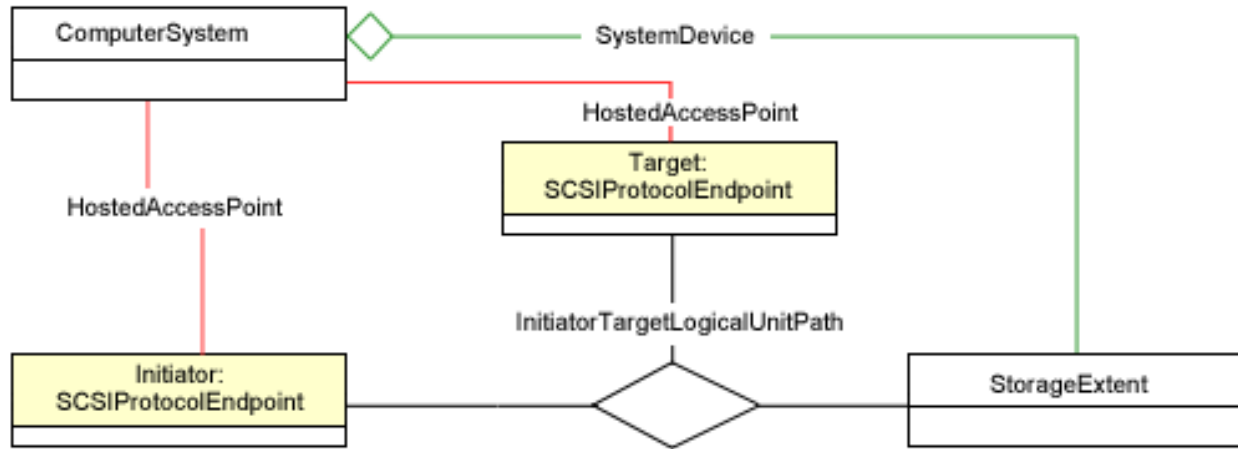 ComputerSystem
SystemDevice
HostedAccessPoint
Target:
SCSIProtocolEndpoint
HostedAccessPoint
InitiatorTargetLogicalUnitPath
Initiator:
SCSIProtocolEndpoint
StorageExtent